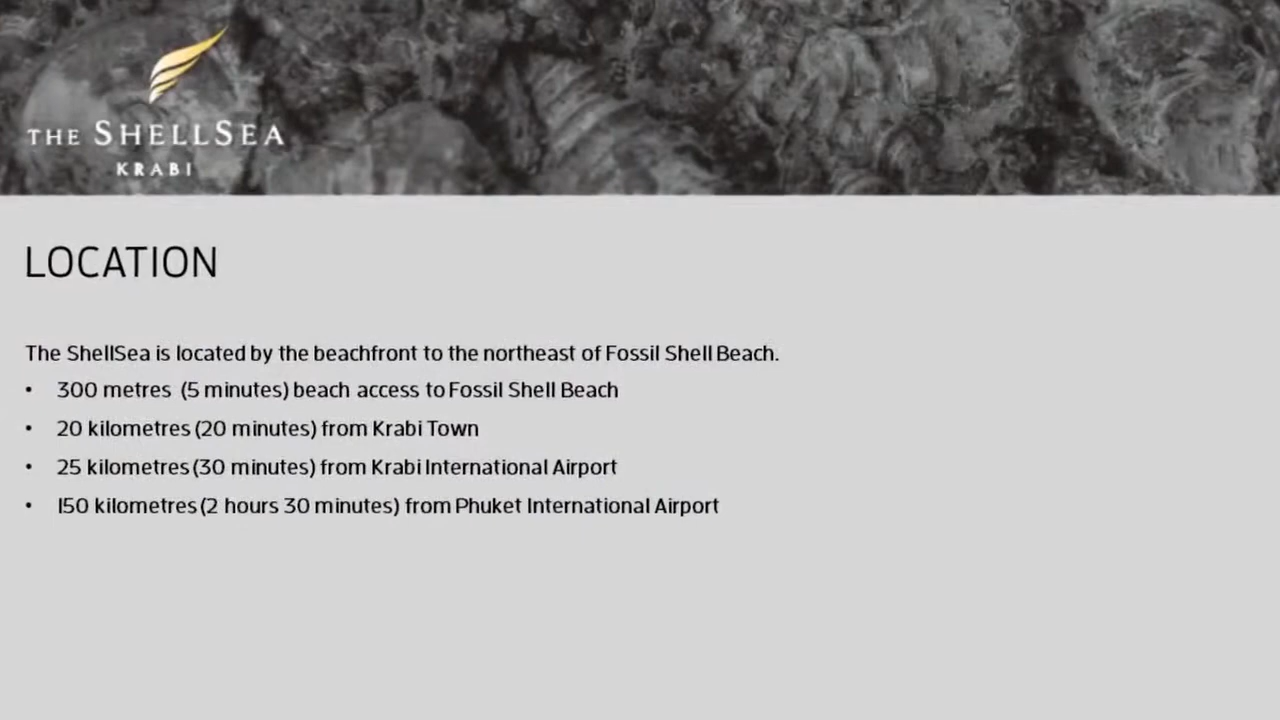 THE SHELLSEA
KRABI
LOCATION
The ShellSea is located by the beachfront to the northeast of Fossil Shell Beach.
• 300 metres (5 minutes) beach access to Fossil Shell Beach
• 20 kilometres (20 minutes) from Krabi Town
• 25 kilometres (30 minutes) from Krabi International Airport
• 150 kilometres (2 hours 30 minutes) from Phuket International Airport